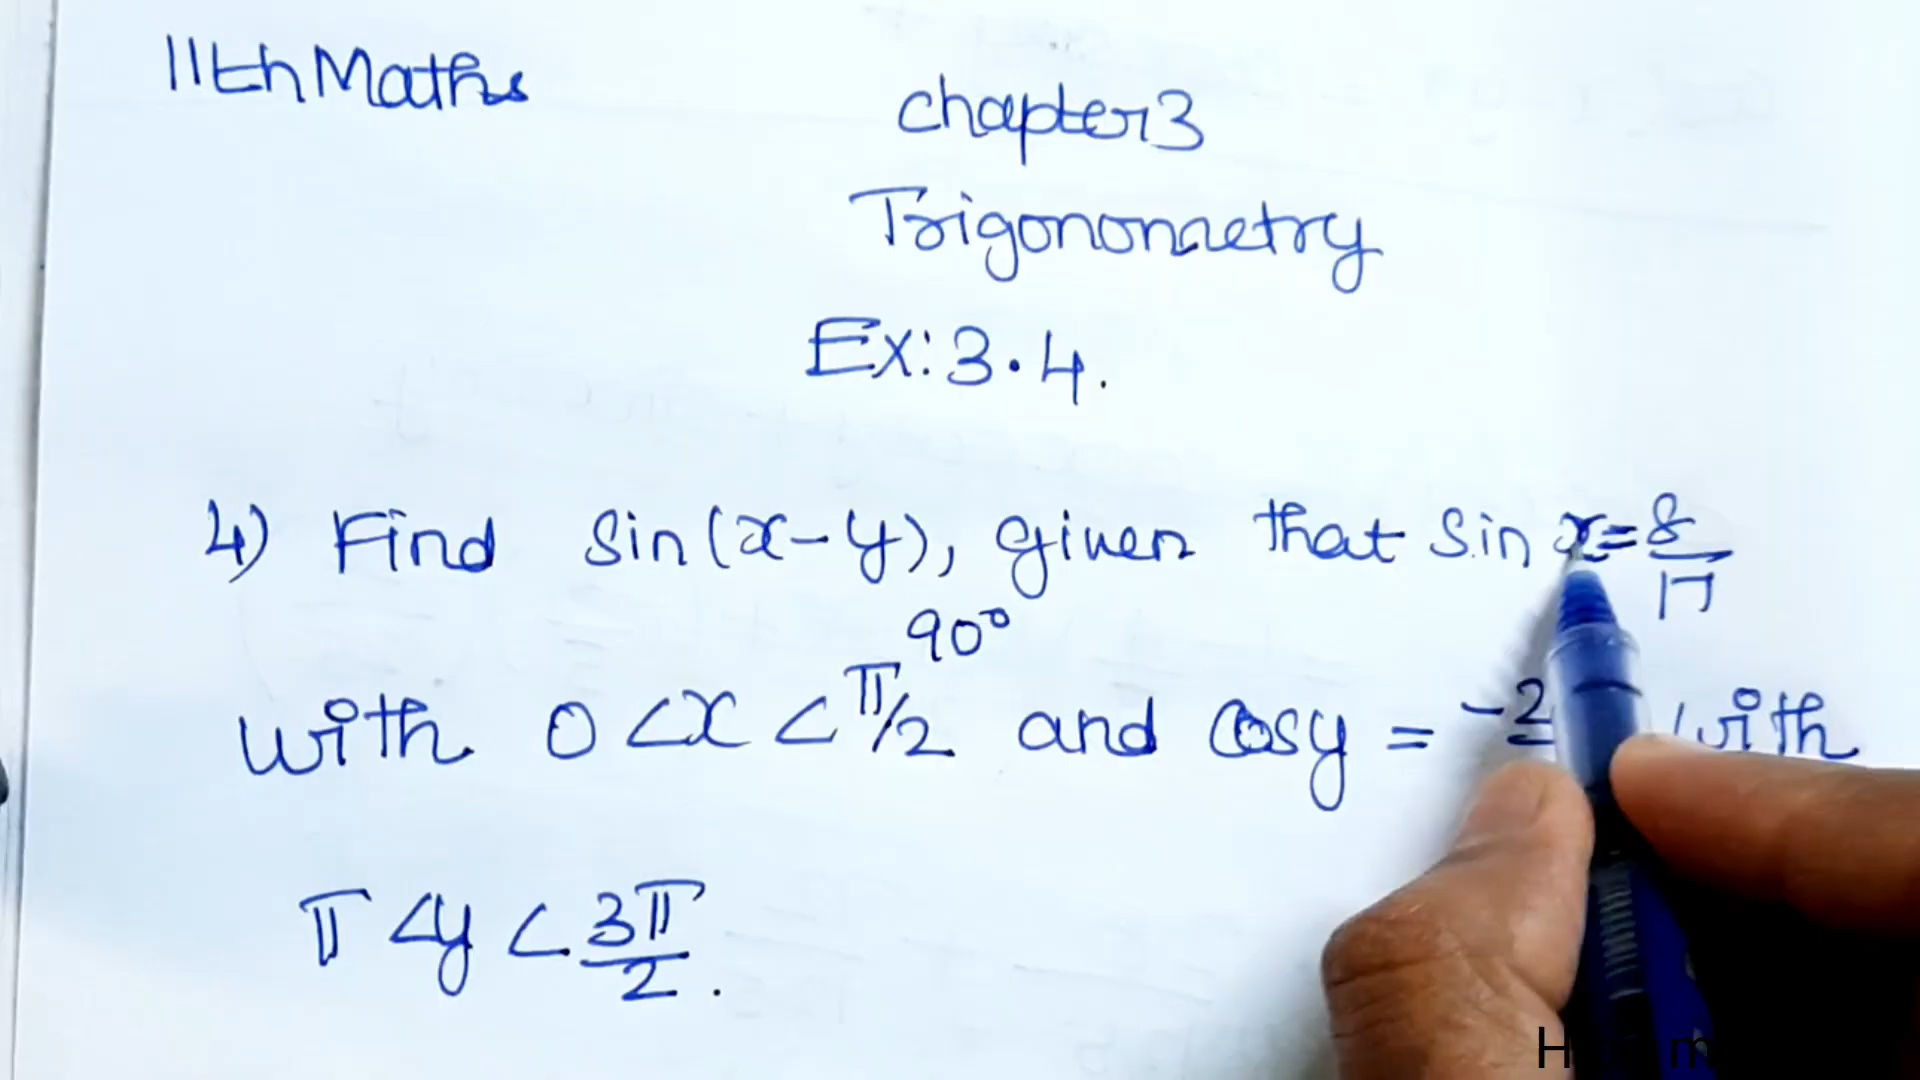 11th Maths
Chapter 3
Trigonometry
Ex: 3.4.
4) Find sin(x-y), given that sin x = 8/17
90°
with 0 < x < π/2 and cos y = -2 with
π < y < 3π/2.